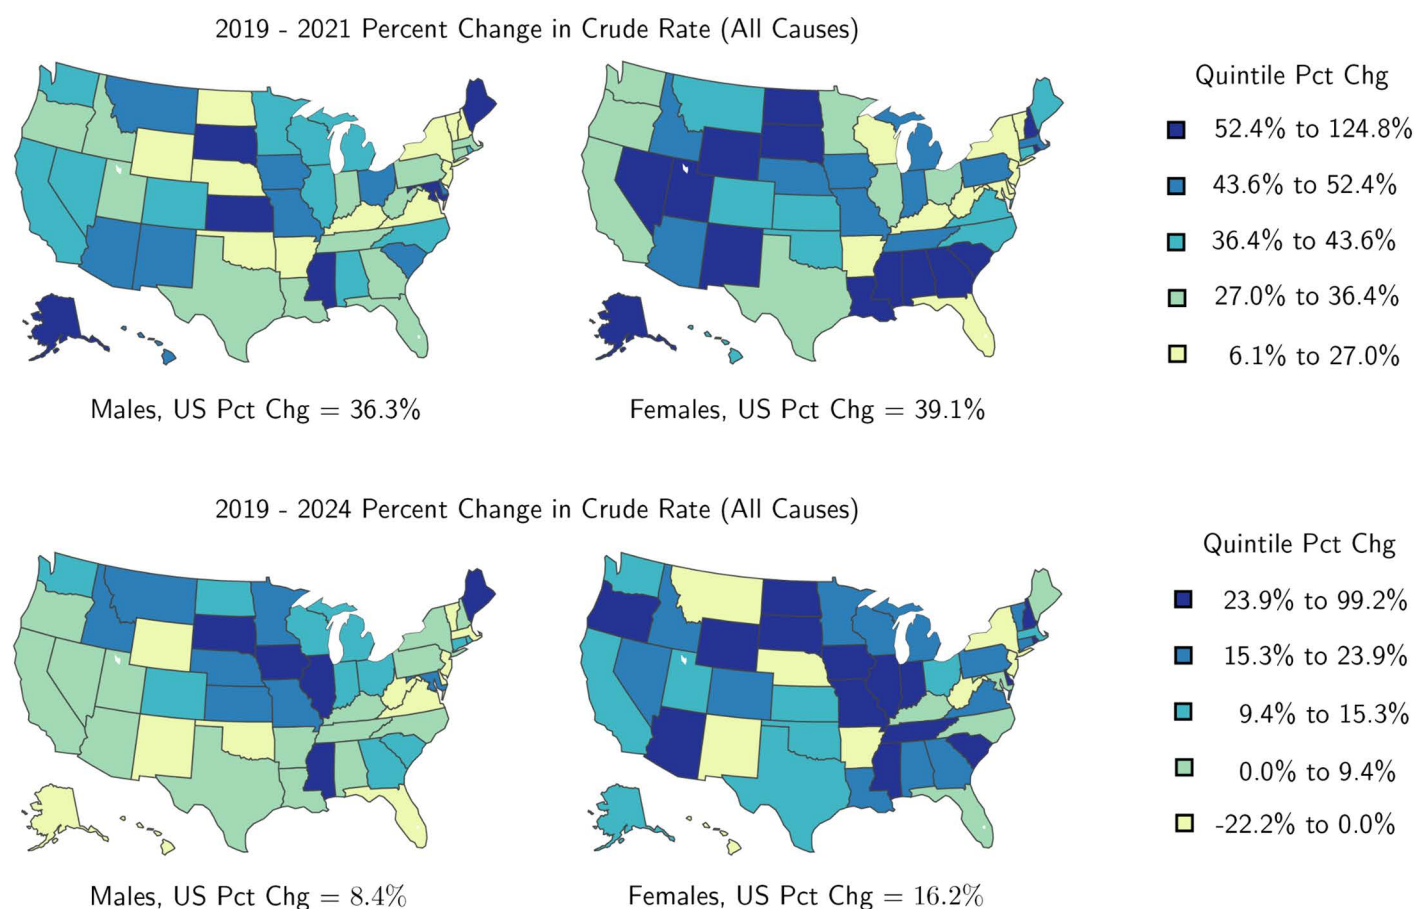 2019 - 2021 Percent Change in Crude Rate (All Causes)
Quintile Pct Chg
52.4% to 124.8%
43.6% to 52.4%
36.4% to 43.6%
27.0% to 36.4%
6.1% to 27.0%
Males, US Pct Chg = 36.3%
Females, US Pct Chg = 39.1%
2019 - 2024 Percent Change in Crude Rate (All Causes)
Quintile Pct Chg
23.9% to 99.2%
15.3% to 23.9%
9.4% to 15.3%
0.0% to 9.4%
-22.2% to 0.0%
Males, US Pct Chg = 8.4%
Females, US Pct Chg = 16.2%